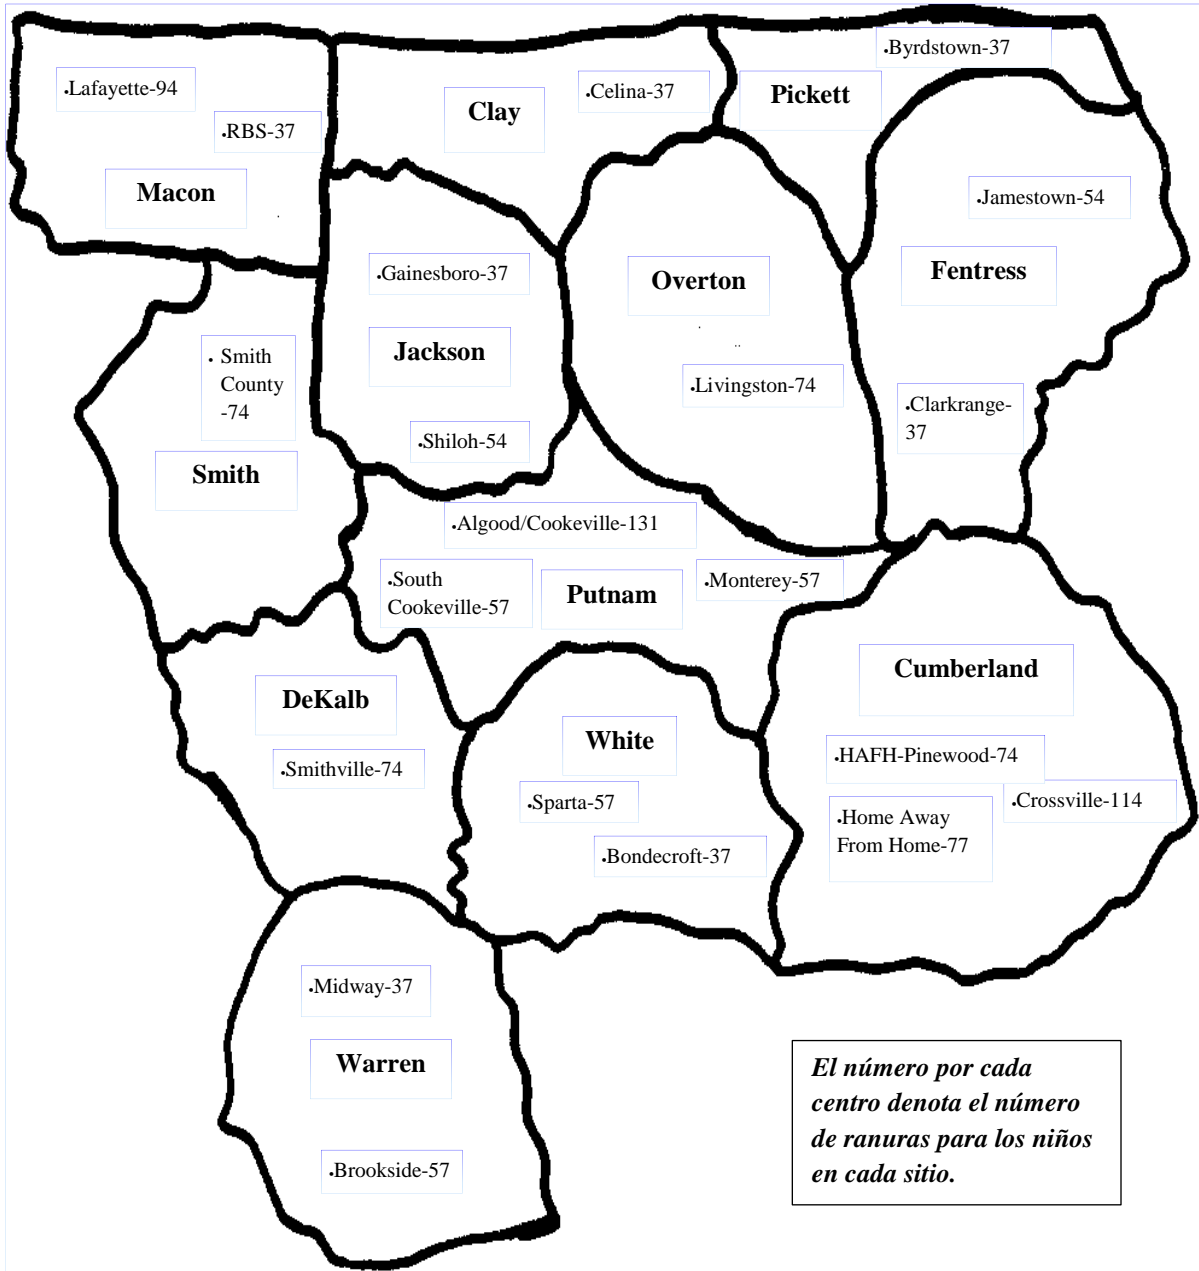 •Byrdstown-37
•Lafayette-94
•Celina-37
Pickett
Clay
•RBS-37
Macon
•Jamestown-54
•Gainesboro-37
Overton
Fentress
Jackson
• Smith
County
-74
•Livingston-74
•Clarkrange-
37
•Shiloh-54
Smith
•Algood/Cookeville-131
•South
Cookeville-57
Putnam
•Monterey-57
Cumberland
DeKalb
White
•Smithville-74
•HAFH-Pinewood-74
•Sparta-57
•Crossville-114
•Home Away
From Home-77
•Bondecroft-37
•Midway-37
Warren
•Brookside-57
El número por cada
centro denota el número
de ranuras para los niños
en cada sitio.